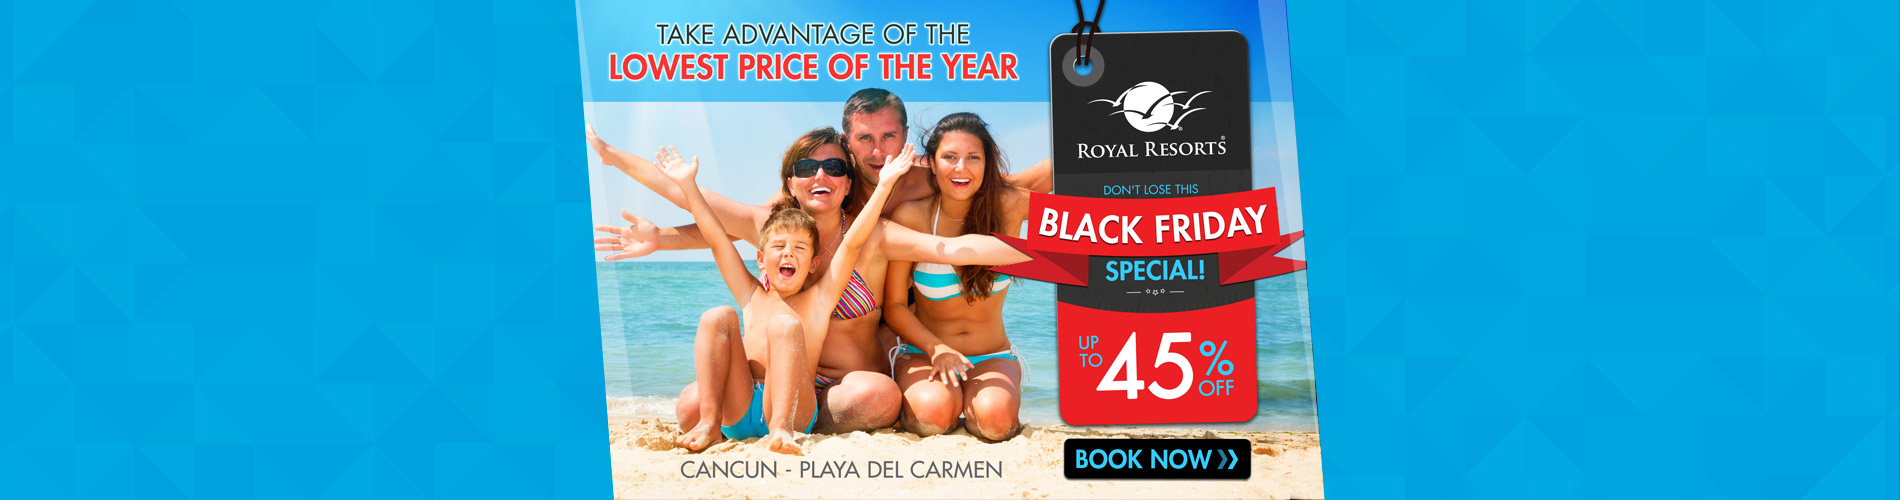 TAKE ADVANTAGE OF THE
LOWEST PRICE OF THE YEAR
ROYAL RESORTS®
DON'T LOSE THIS
BLACK FRIDAY
SPECIAL!
UP TO 45% OFF
CANCUN - PLAYA DEL CARMEN
BOOK NOW